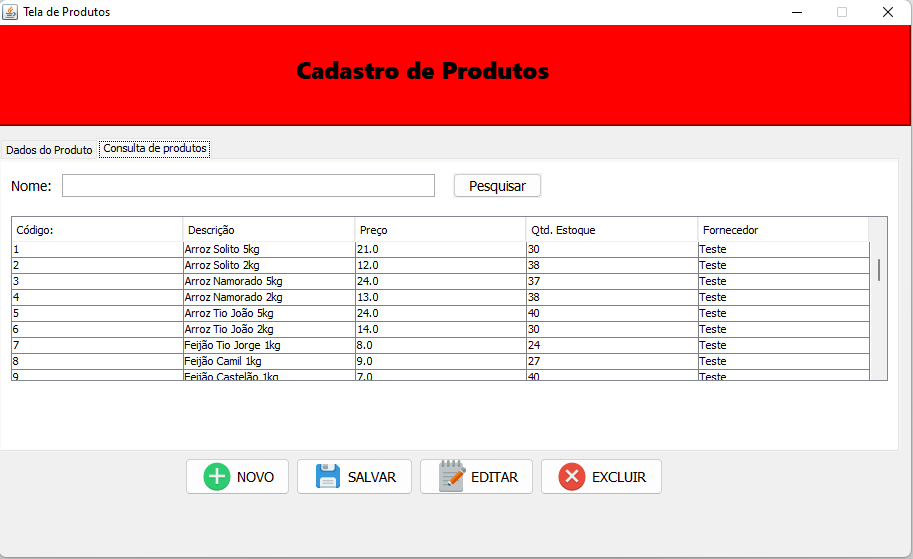 Tela de Produtos
Cadastro de Produtos
Dados do Produto Consulta de produtos
Nome: Pesquisar
Código: Descrição Preço Qtd. Estoque Fornecedor
1 Arroz Solito 5kg 21.0 30 Teste
2 Arroz Solito 2kg 12.0 38 Teste
3 Arroz Namorado 5kg 24.0 37 Teste
4 Arroz Namorado 2kg 13.0 38 Teste
5 Arroz Tio João 5kg 24.0 40 Teste
6 Arroz Tio João 2kg 14.0 30 Teste
7 Feijão Tio Jorge 1kg 8.0 24 Teste
8 Feijão Camil 1kg 9.0 27 Teste
9 Feijão Castelão 1kg 7.0 40 Teste
NOVO SALVAR EDITAR EXCLUIR